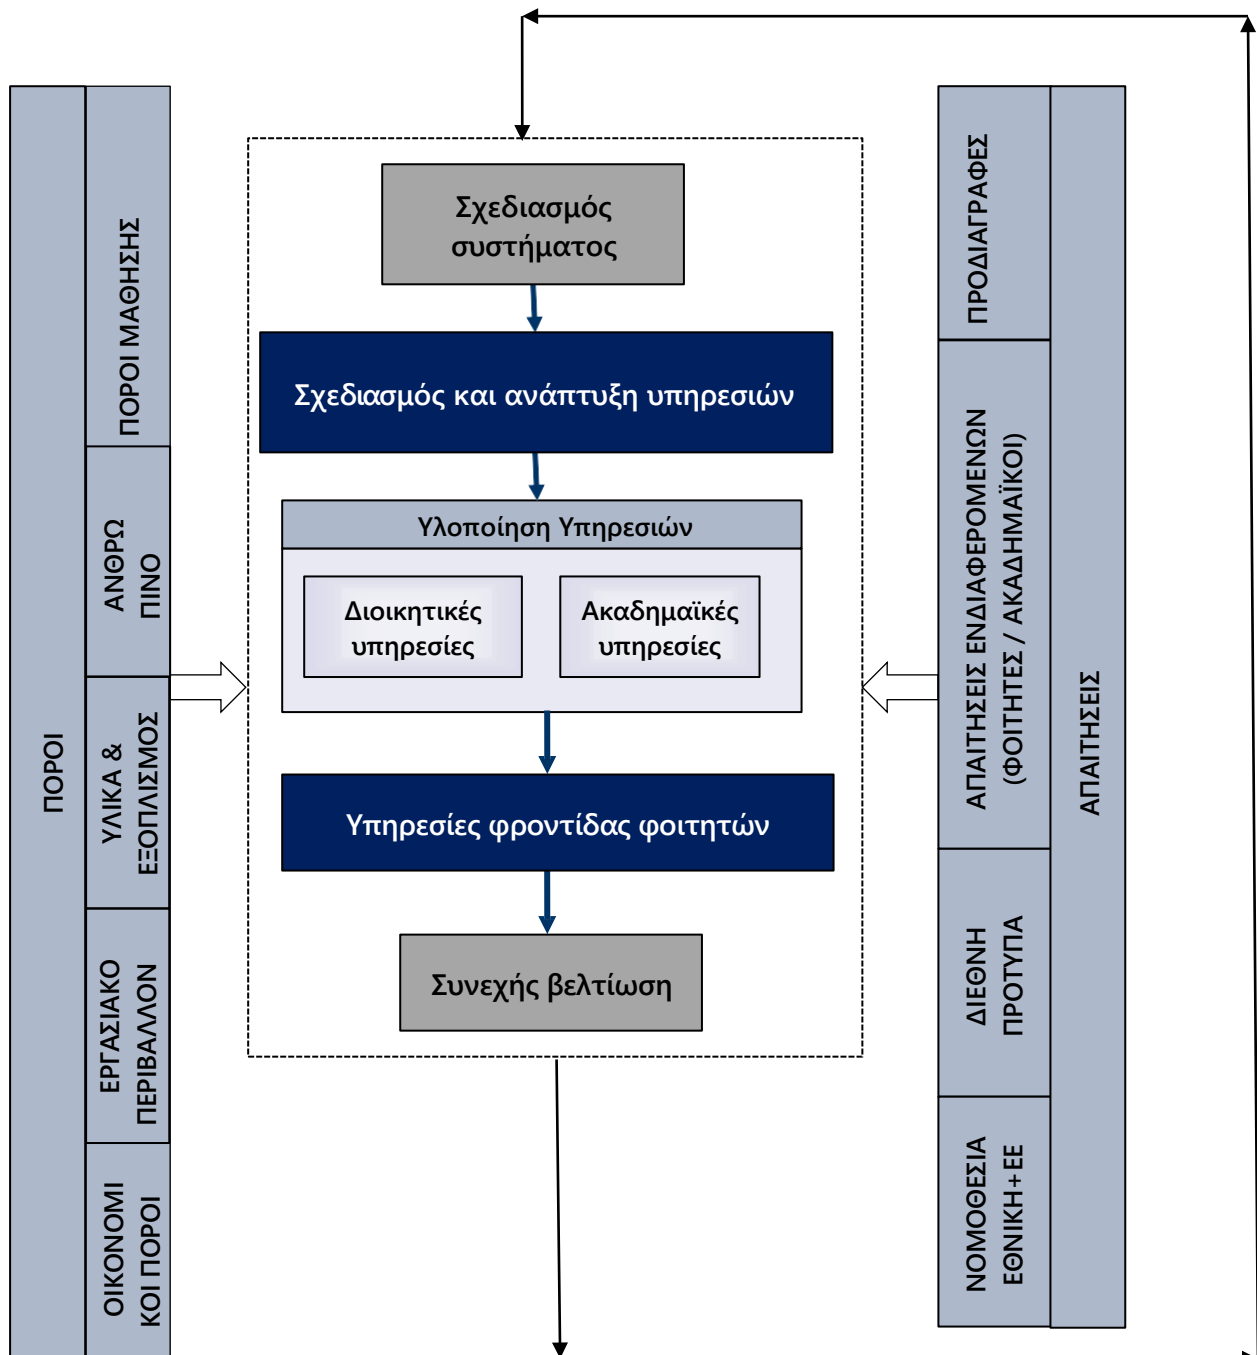 ΠΟΡΟΙ
ΠΟΡΟΙ ΜΑΘΗΣΗΣ
ΑΝΘΡΩ
ΠΙΝΟ
ΥΛΙΚΑ &
ΕΞΟΠΛΙΣΜΟΣ
ΕΡΓΑΣΙΑΚΟ
ΠΕΡΙΒΑΛΛΟΝ
ΟΙΚΟΝΟΜΙ
ΚΟΙ ΠΟΡΟΙ
Σχεδιασμός
συστήματος
Σχεδιασμός και ανάπτυξη υπηρεσιών
Υλοποίηση Υπηρεσιών
Διοικητικές
υπηρεσίες
Ακαδημαϊκές
υπηρεσίες
Υπηρεσίες φροντίδας φοιτητών
Συνεχής βελτίωση
ΠΡΟΔΙΑΓΡΑΦΕΣ
ΑΠΑΙΤΗΣΕΙΣ ΕΝΔΙΑΦΕΡΟΜΕΝΩΝ
(ΦΟΙΤΗΤΕΣ / ΑΚΑΔΗΜΑΪΚΟΙ)
ΔΙΕΘΝΗ
ΠΡΟΤΥΠΑ
ΝΟΜΟΘΕΣΙΑ
ΕΘΝΙΚΗ+ΕΕ
ΑΠΑΙΤΗΣΕΙΣ